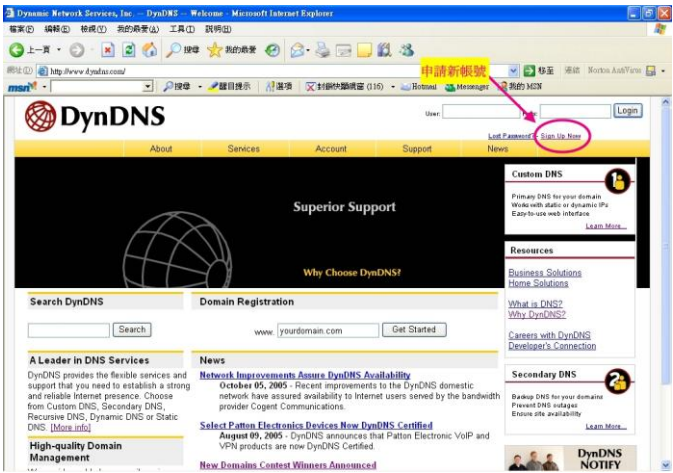 Dynamic Network Services, Inc. -- DynDNS -- Welcome - Microsoft Internet Explorer
檔案(F) 編輯(E) 檢視(V) 我的最愛(A) 工具(T) 說明(H)
上一頁 搜尋 我的最愛
網址(D) http://www.dyndns.com/ 移至 連結 Norton AntiVirus
msn 搜尋 醒目提示 選項 封鎖快顯視窗 (116) Hotmail Messenger 我的 MSN
申請新帳號
DynDNS
User: Login
Lost Password? - Sign Up Now
About Services Account Support News
Superior Support
Why Choose DynDNS?
Custom DNS
1
Primary DNS for your domain
Works with static or dynamic IPs
Easy-to-use web interface
Learn More...
Resources
Business Solutions
Home Solutions
What is DNS?
Why DynDNS?
Careers with DynDNS
Developer's Connection
Secondary DNS
2
Backup DNS for your domains
Prevent DNS outages
Ensure site availability
Learn More...
DynDNS
NOTIFY
Search DynDNS
Search
Domain Registration
www. yourdomain.com Get Started
A Leader in DNS Services
DynDNS provides the flexible services and
support that you need to establish a strong
and reliable Internet presence. Choose
from Custom DNS, Secondary DNS,
Recursive DNS, Dynamic DNS or Static
DNS. [More info]
High-quality Domain
Management
News
Network Improvements Assure DynDNS Availability
October 05, 2005 - Recent improvements to the DynDNS domestic
network have assured availability to Internet users served by the bandwidth
provider Cogent Communications.
Select Patton Electronics Devices Now DynDNS Certified
August 09, 2005 - DynDNS announces that Patton Electronic VoIP and
VPN products are now DynDNS Certified.
New Domains Contest Winners Announced